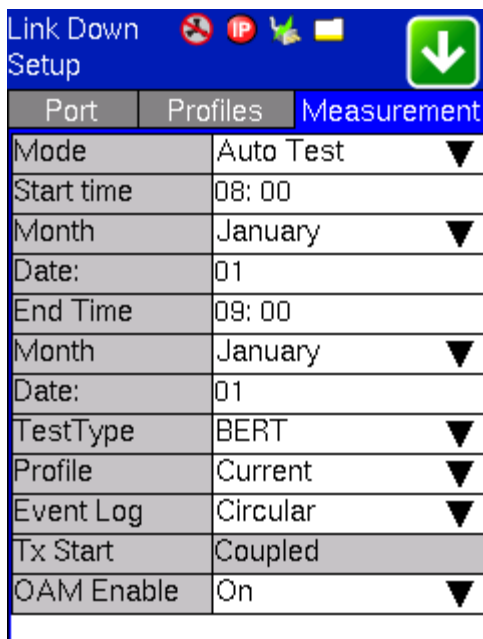 Link Down
IP
Setup
Port Profiles Measurement
Mode Auto Test
Start time 08: 00
Month January
Date: 01
End Time 09: 00
Month January
Date: 01
TestType BERT
Profile Current
Event Log Circular
Tx Start Coupled
OAM Enable On